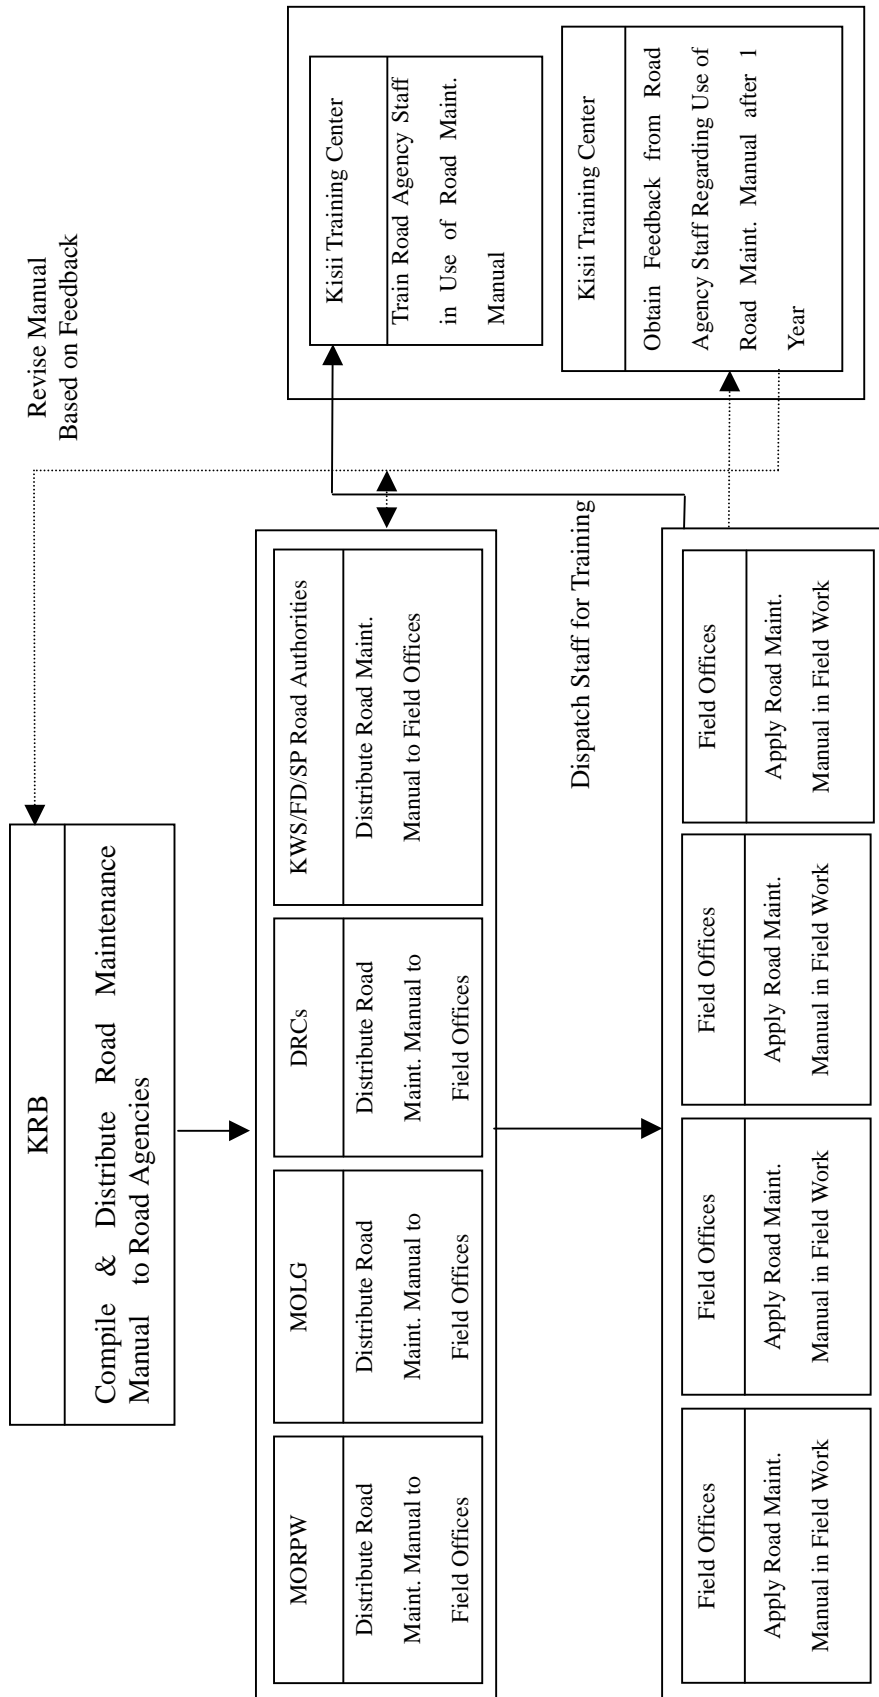 KRB
Compile & Distribute Road Maintenance
Manual to Road Agencies
Revise Manual
Based on Feedback
MORPW
Distribute Road
Maint. Manual to
Field Offices
MOLG
Distribute Road
Maint. Manual to
Field Offices
DRCs
Distribute Road
Maint. Manual to
Field Offices
KWS/FD/SP Road Authorities
Distribute Road Maint.
Manual to Field Offices
Kisii Training Center
Train Road Agency Staff
in Use of Road Maint.
Manual
Kisii Training Center
Obtain Feedback from Road
Agency Staff Regarding Use of
Road Maint. Manual after 1
Year
Dispatch Staff for Training
Field Offices
Apply Road Maint.
Manual in Field Work
Field Offices
Apply Road Maint.
Manual in Field Work
Field Offices
Apply Road Maint.
Manual in Field Work
Field Offices
Apply Road Maint.
Manual in Field Work